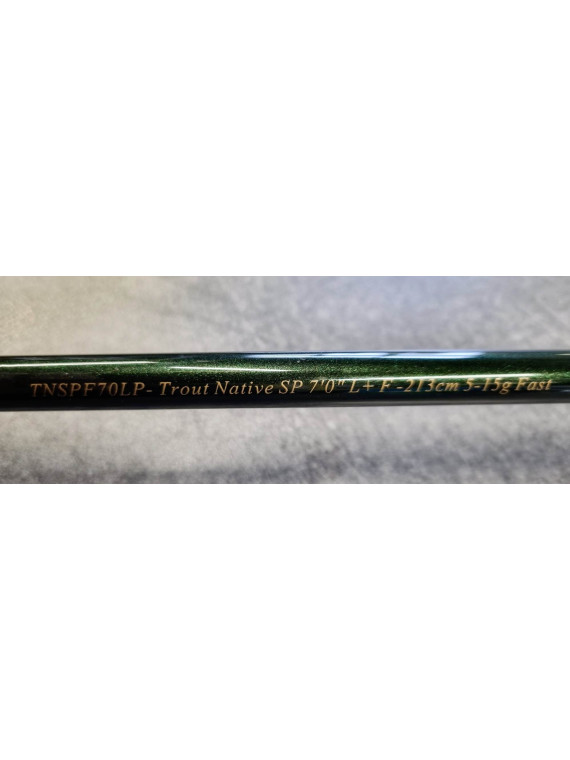 TNSPF70LP- Trout Native SP 7'0" L+ F -213cm 5-15g Fast